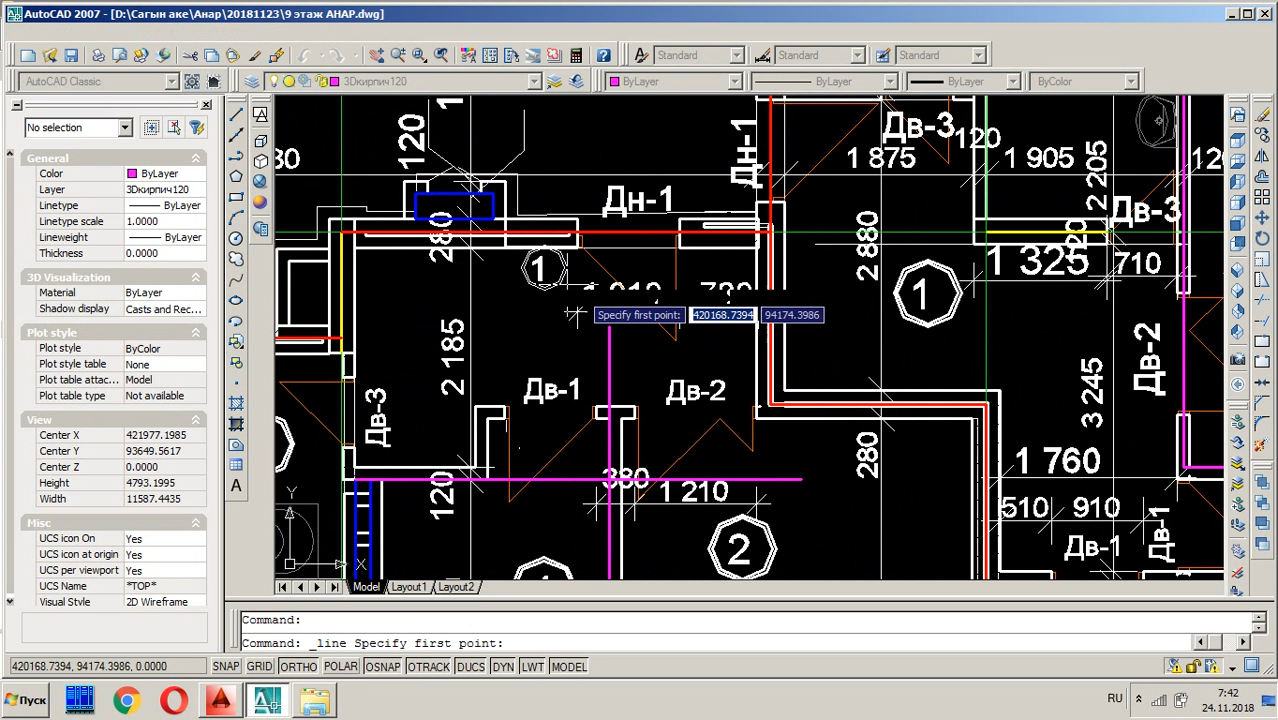 AutoCAD 2007 - [D:\Сагын аке\Анар\20181123\9 этаж АНАР.dwg]
Standard
Standard
Standard
AutoCAD Classic
3Dкирпич120
ByLayer
ByLayer
ByLayer
ByColor
No selection
General
Color ByLayer
Layer 3Dкирпич120
Linetype ByLayer
Linetype scale 1.0000
Lineweight ByLayer
Thickness 0.0000
3D Visualization
Material ByLayer
Shadow display Casts and Rec...
Plot style
Plot style ByColor
Plot style table None
Plot table attac... Model
Plot table type Not available
View
Center X 421977.1985
Center Y 93649.5617
Center Z 0.0000
Height 4793.1995
Width 11587.4435
Misc
UCS icon On Yes
UCS icon at origin Yes
UCS per viewport Yes
UCS Name *TOP*
Visual Style 2D Wireframe
120
Дн-1
Дв-3
120
1 875
1 905
2 205
280
Дн-1
2 880
Дв-3
1 325
710
1
1
Specify first point: 420168.7394 94174.3986
2 185
Дв-1
Дв-2
Дв-3
Дв-2
3 245
280
1 760
120
380
1 210
510
910
Дв-1
Дв-1
2
Y
X
Model
Layout1
Layout2
Command:
Command: _line Specify first point:
420168.7394, 94174.3986, 0.0000
SNAP GRID ORTHO POLAR OSNAP OTRACK DUCS DYN LWT MODEL
Пуск
RU
7:42
24.11.2018